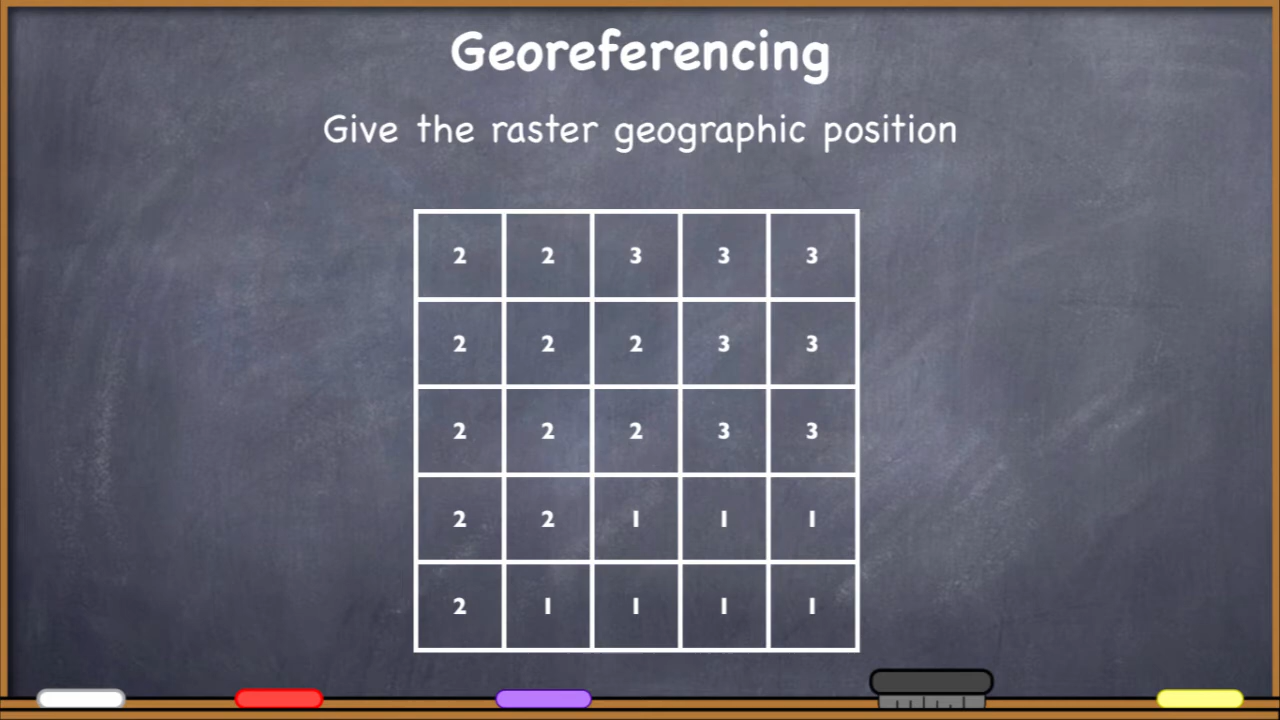 Georeferencing
Give the raster geographic position
2 2 3 3 3
2 2 2 3 3
2 2 2 3 3
2 2 1 1 1
2 1 1 1 1